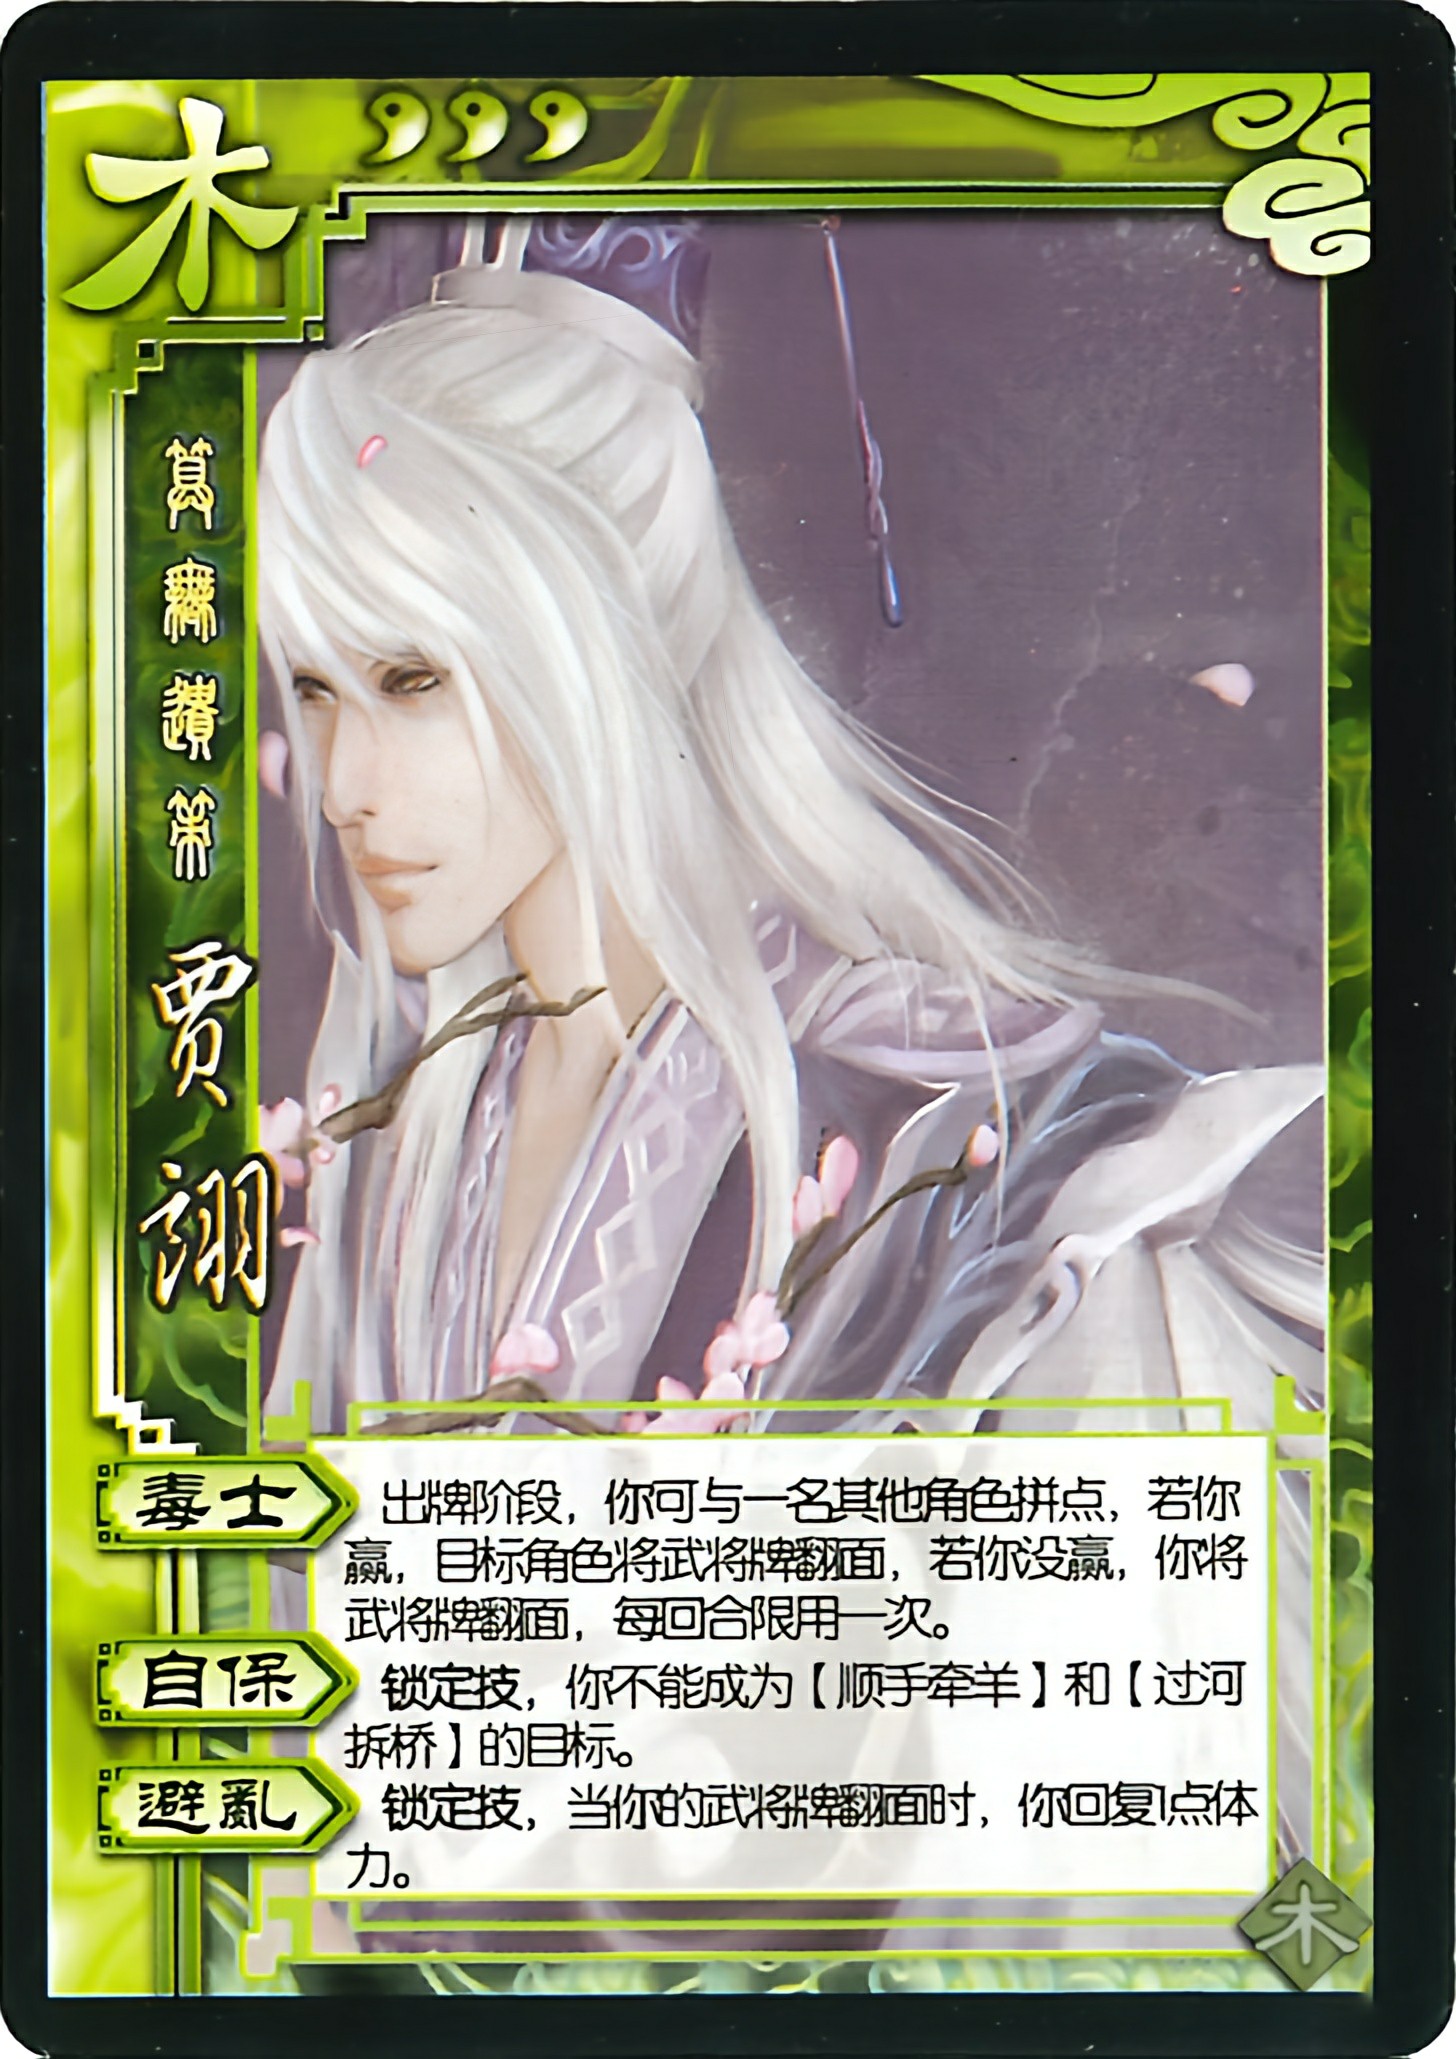 木
算無遺策
贾诩
毒士
出牌阶段，你可与一名其他角色拼点，若你
赢，目标角色将武将牌翻面，若你没赢，你将
武将牌翻面，每回合限用一次。
自保
锁定技，你不能成为【顺手牵羊】和【过河
拆桥】的目标。
避亂
锁定技，当你的武将牌翻面时，你回复1点体
力。
木